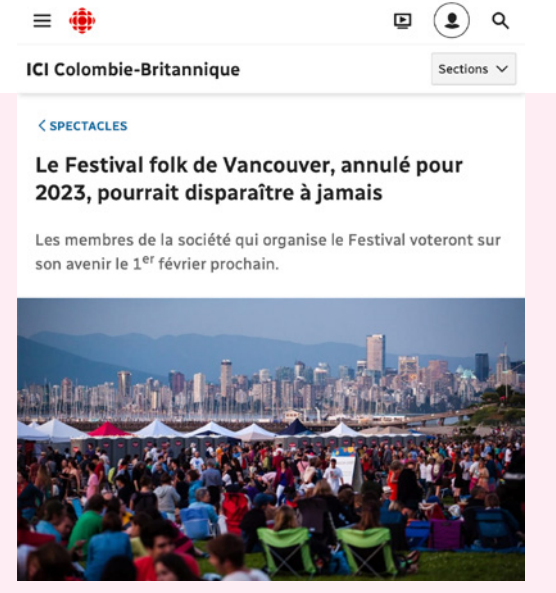 ICI Colombie-Britannique
Sections
SPECTACLES
Le Festival folk de Vancouver, annulé pour
2023, pourrait disparaître à jamais
Les membres de la société qui organise le Festival voteront sur
son avenir le 1er février prochain.